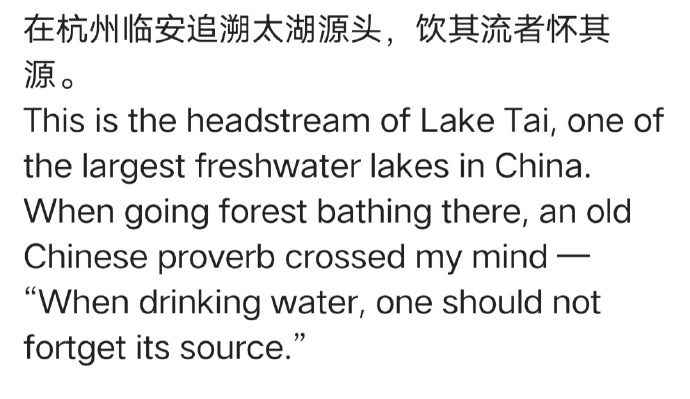 在杭州临安追溯太湖源头，饮其流者怀其
源。
This is the headstream of Lake Tai, one of
the largest freshwater lakes in China.
When going forest bathing there, an old
Chinese proverb crossed my mind —
“When drinking water, one should not
fortget its source.”